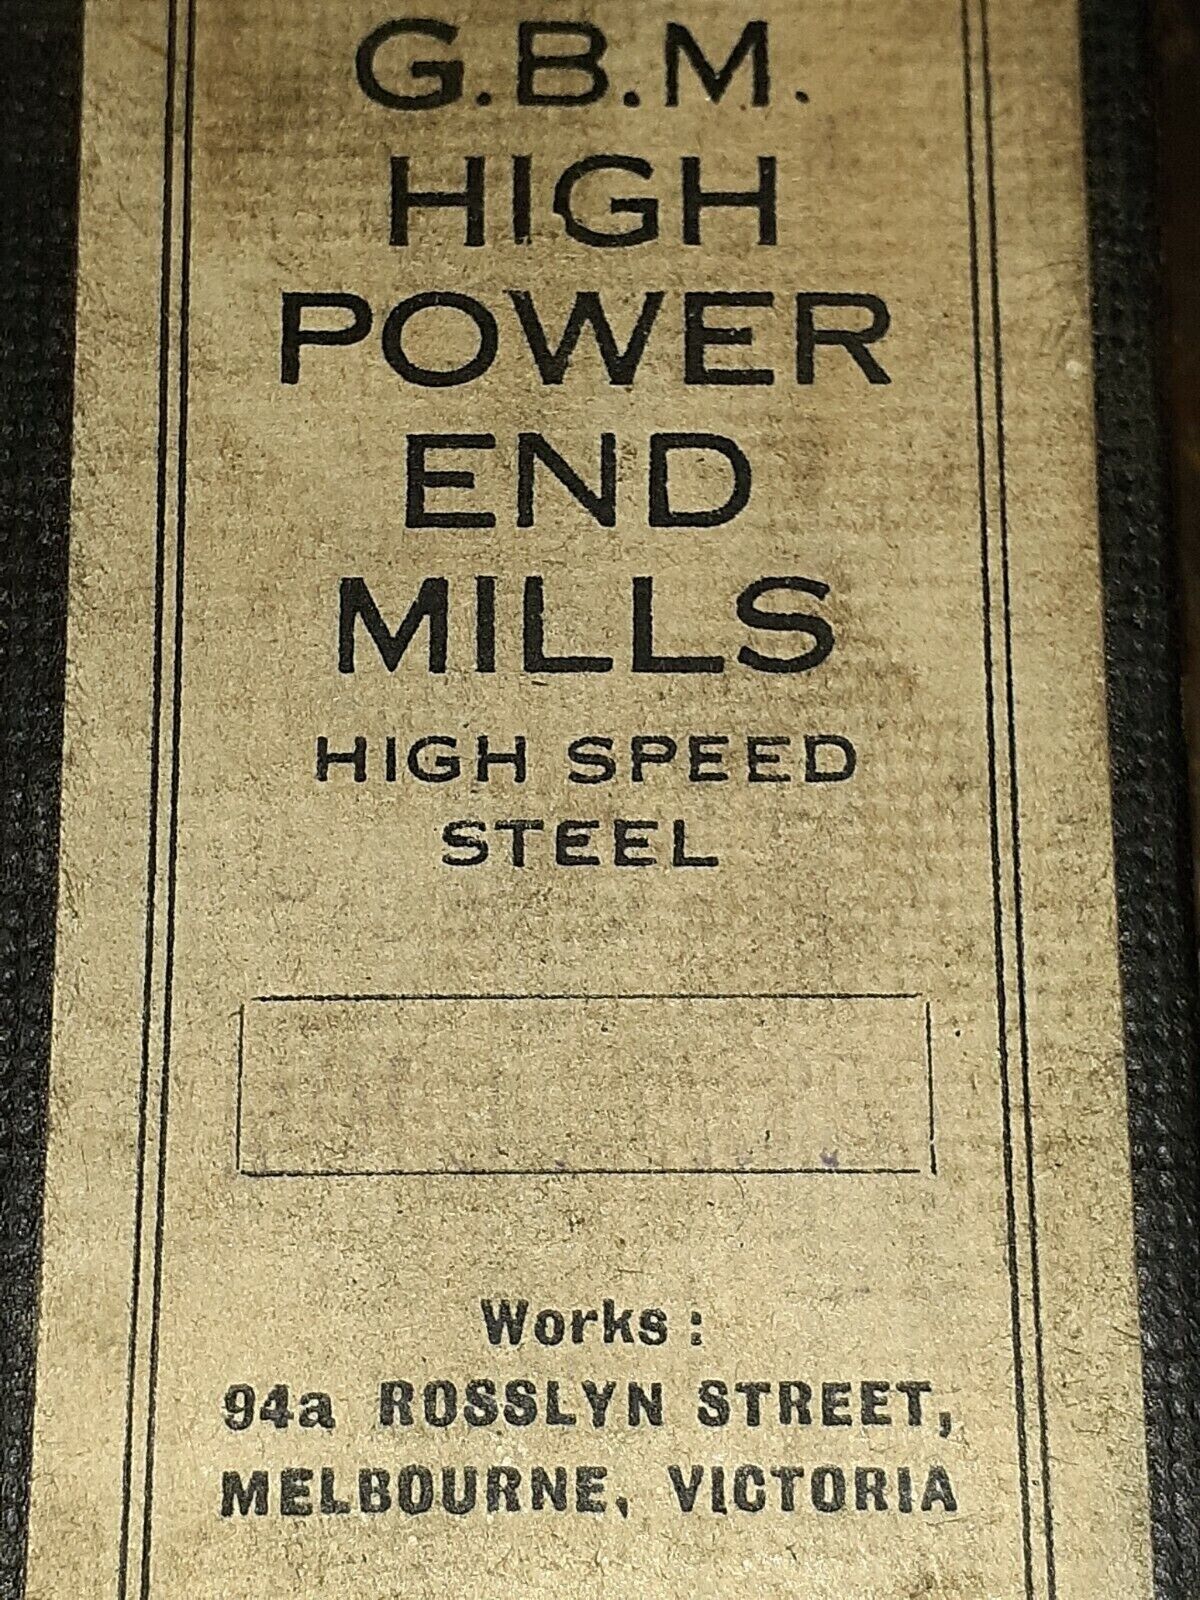 G.B.M.
HIGH
POWER
END
MILLS
HIGH SPEED
STEEL
Works :
94a ROSSLYN STREET,
MELBOURNE, VICTORIA